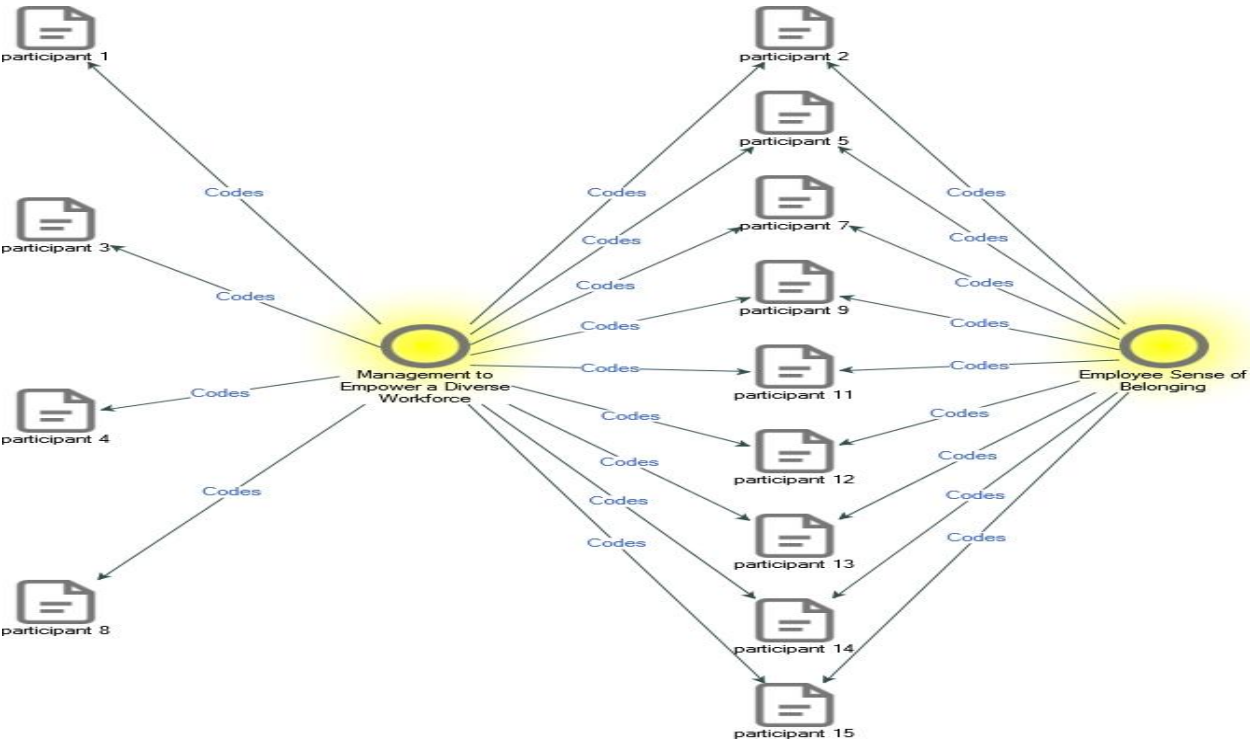 participant 1
participant 2
participant 5
Codes
Codes
Codes
participant 7
participant 3
Codes
Codes
Codes
Codes
Codes
Codes
participant 9
Codes
Codes
Management to
Empower a Diverse
Workforce
Employee Sense of
Belonging
Codes
Codes
participant 11
Codes
participant 4
Codes
Codes
participant 12
Codes
Codes
Codes
Codes
Codes
participant 13
Codes
Codes
participant 8
participant 14
participant 15